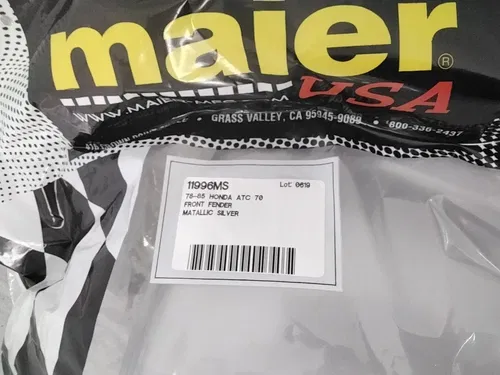 maier
®
USA
• GRASS VALLEY, CA 95945-9089 • 800-336-2437
11996MS
Lot: 0619
78-85 HONDA ATC 70
FRONT FENDER
MATALLIC SILVER